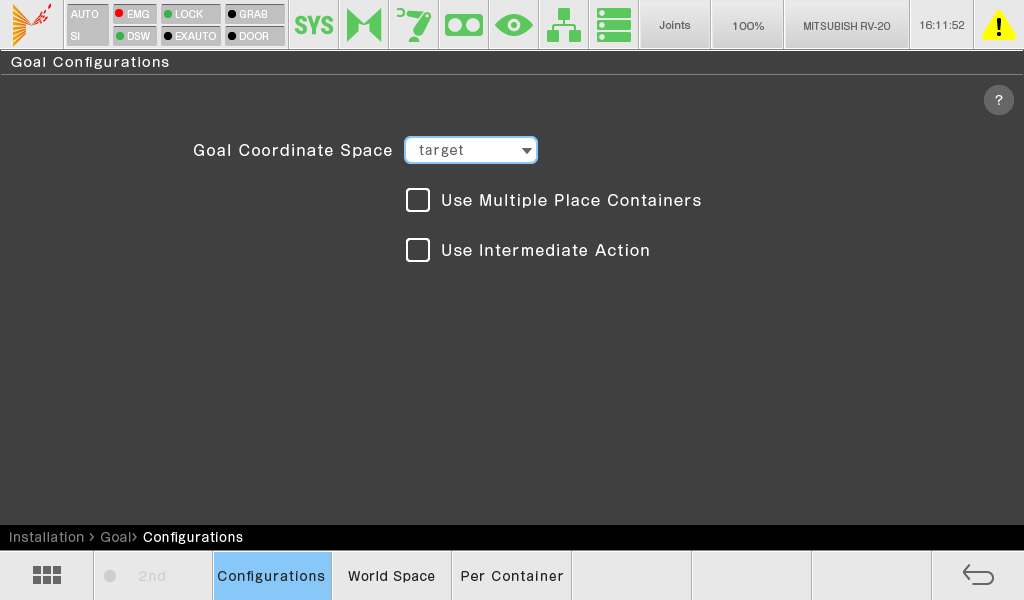 AUTO EMG LOCK GRAB
SI DSW EXAUTO DOOR
SYS Joints 100% MITSUBISH RV-20 16:11:52
Goal Configurations
?
Goal Coordinate Space target
Use Multiple Place Containers
Use Intermediate Action
Installation > Goal> Configurations
2nd Configurations World Space Per Container